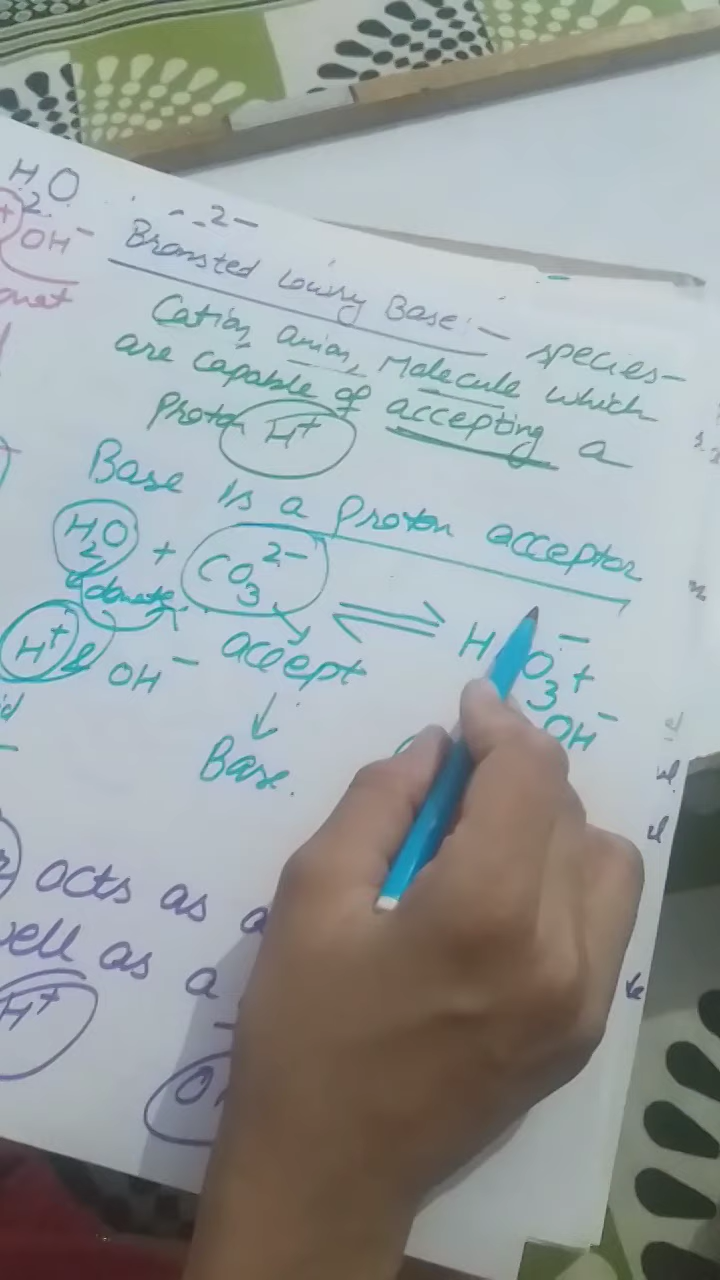 H2O
OH⁻
2−
Bronsted Lowry Base :- species-
Cation, anion, Molecule which
are capable of accepting a
Proton H⁺
Base is a proton acceptor
H2O + CO3²⁻ ⇌ H O3⁻ +
donate
H⁺ & OH⁻ accept OH⁻
↓
Base.
acts as a
well as a
H⁺